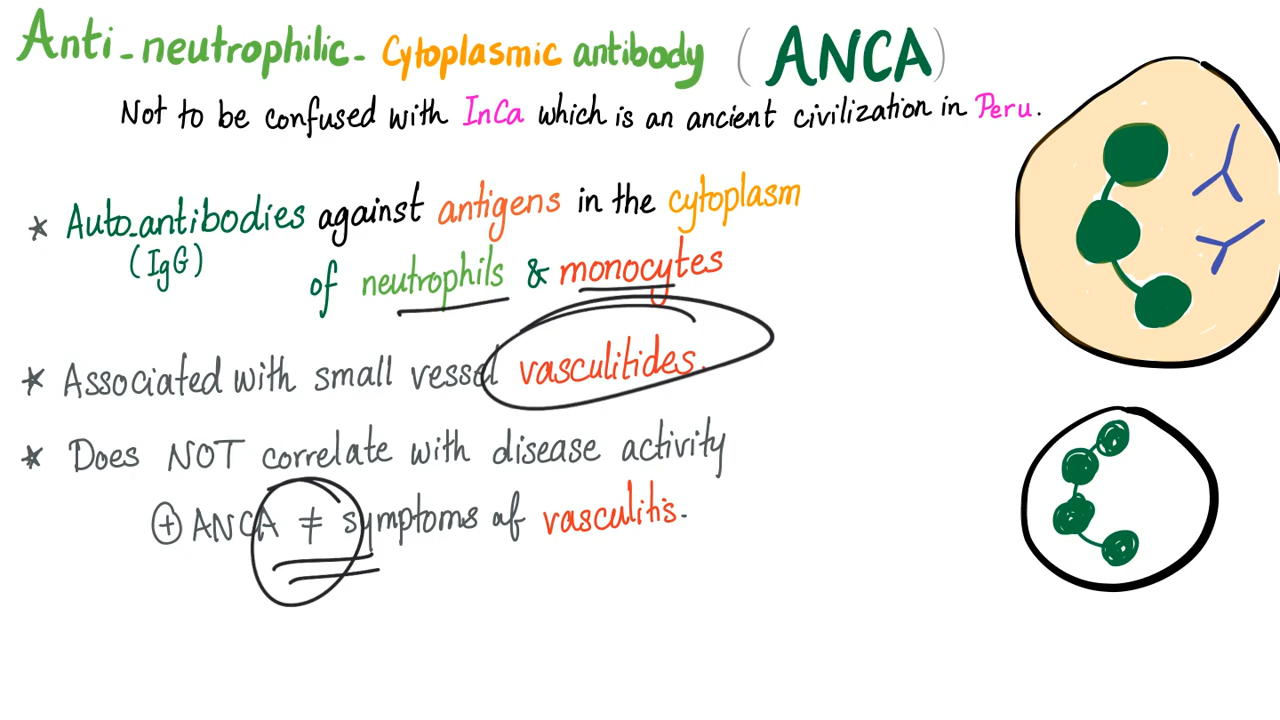 Anti-neutrophilic-Cytoplasmic antibody (ANCA)
Not to be confused with InCa which is an ancient civilization in Peru.
* Auto-antibodies against antigens in the cytoplasm
(IgG)
of neutrophils & monocytes
* Associated with small vessel vasculitides.
* Does NOT correlate with disease activity
⊕ ANCA ≠ symptoms of vasculitis.